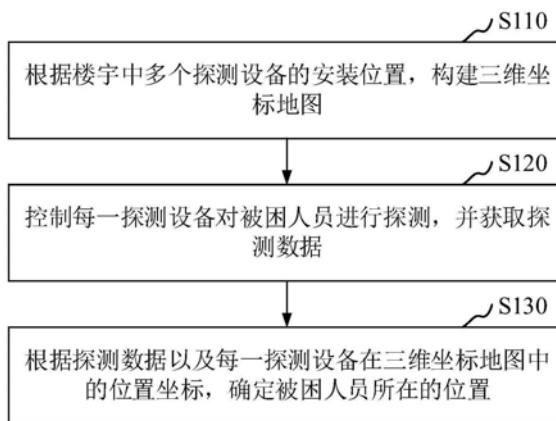 S110
根据楼宇中多个探测设备的安装位置，构建三维坐
标地图
S120
控制每一探测设备对被困人员进行探测，并获取探
测数据
S130
根据探测数据以及每一探测设备在三维坐标地图中
的位置坐标，确定被困人员所在的位置